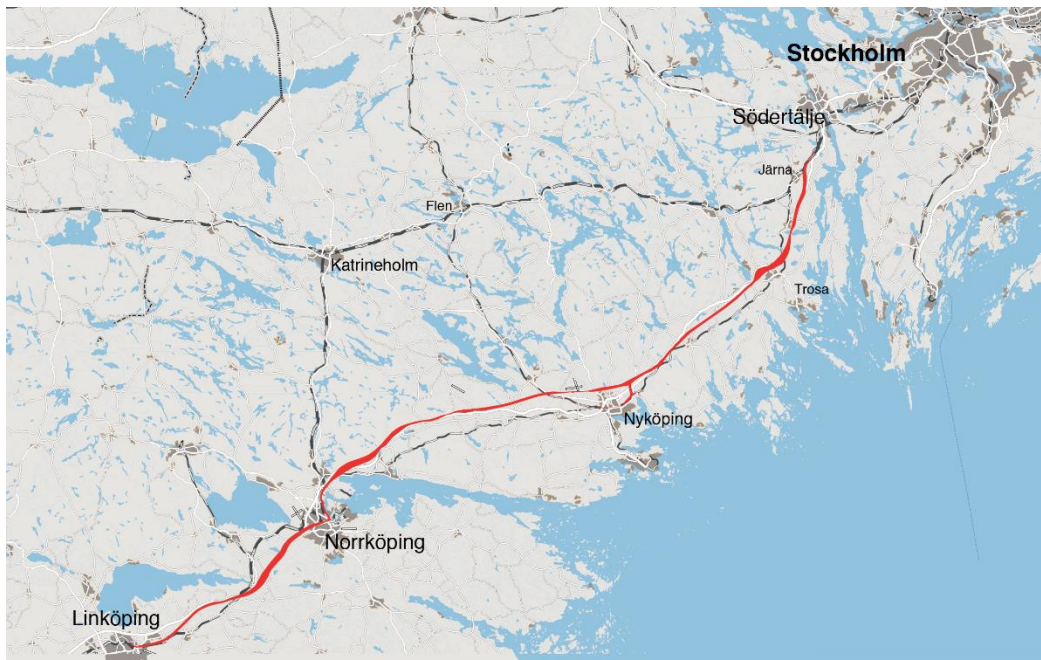 Stockholm
Södertälje
Järna
Flen
Katrineholm
Trosa
Nyköping
Norrköping
Linköping